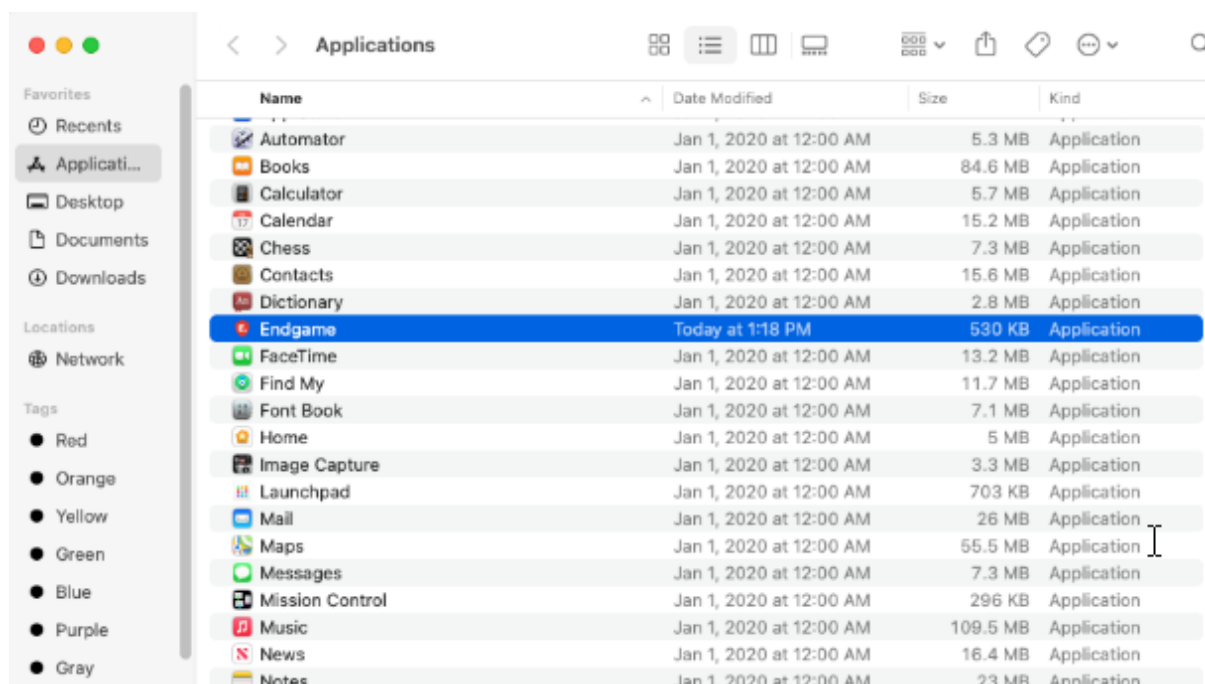 Applications
Favorites
Recents
Applicati...
Desktop
Documents
Downloads
Locations
Network
Tags
Red
Orange
Yellow
Green
Blue
Purple
Gray
Name Date Modified Size Kind
Automator Jan 1, 2020 at 12:00 AM 5.3 MB Application
Books Jan 1, 2020 at 12:00 AM 84.6 MB Application
Calculator Jan 1, 2020 at 12:00 AM 5.7 MB Application
Calendar Jan 1, 2020 at 12:00 AM 15.2 MB Application
Chess Jan 1, 2020 at 12:00 AM 7.3 MB Application
Contacts Jan 1, 2020 at 12:00 AM 15.6 MB Application
Dictionary Jan 1, 2020 at 12:00 AM 2.8 MB Application
Endgame Today at 1:18 PM 530 KB Application
FaceTime Jan 1, 2020 at 12:00 AM 13.2 MB Application
Find My Jan 1, 2020 at 12:00 AM 11.7 MB Application
Font Book Jan 1, 2020 at 12:00 AM 7.1 MB Application
Home Jan 1, 2020 at 12:00 AM 5 MB Application
Image Capture Jan 1, 2020 at 12:00 AM 3.3 MB Application
Launchpad Jan 1, 2020 at 12:00 AM 703 KB Application
Mail Jan 1, 2020 at 12:00 AM 26 MB Application
Maps Jan 1, 2020 at 12:00 AM 55.5 MB Application
Messages Jan 1, 2020 at 12:00 AM 7.3 MB Application
Mission Control Jan 1, 2020 at 12:00 AM 296 KB Application
Music Jan 1, 2020 at 12:00 AM 109.5 MB Application
News Jan 1, 2020 at 12:00 AM 16.4 MB Application
Notes Jan 1, 2020 at 12:00 AM 23 MB Application